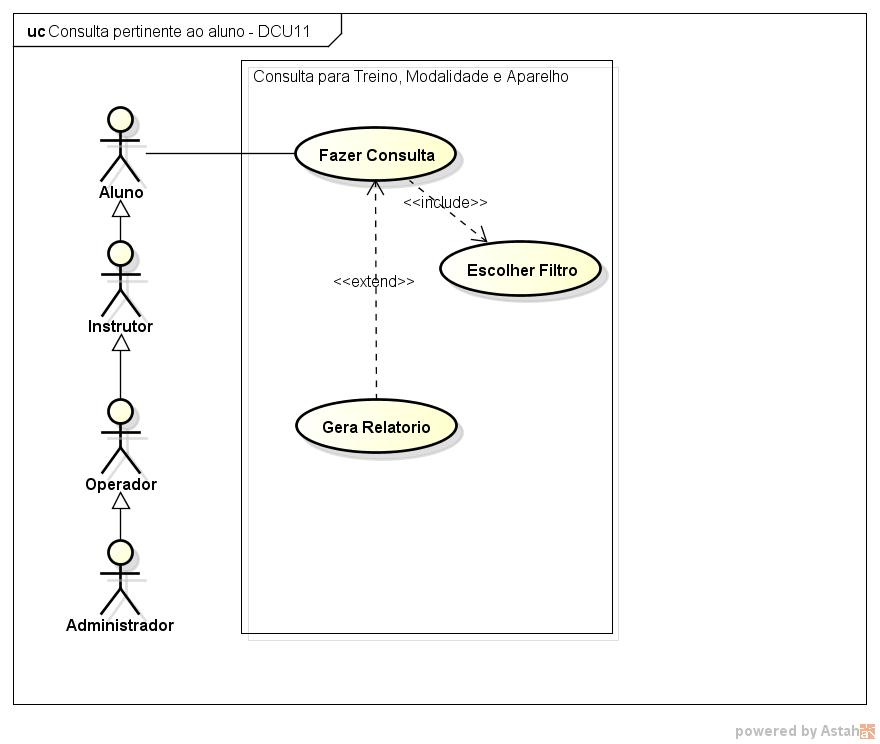 uc Consulta pertinente ao aluno - DCU11
Consulta para Treino, Modalidade e Aparelho
Fazer Consulta
Aluno
<<include>>
Escolher Filtro
<<extend>>
Instrutor
Gera Relatorio
Operador
Administrador
powered by Astah